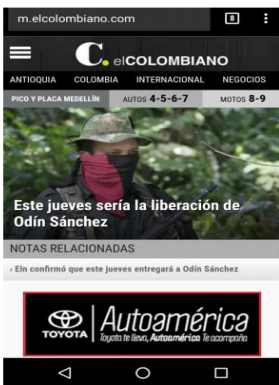 m.elcolombiano.com 8
C. elCOLOMBIANO
ANTIOQUIA COLOMBIA INTERNACIONAL NEGOCIOS
PICO Y PLACA MEDELLÍN AUTOS 4-5-6-7 MOTOS 8-9
Este jueves sería la liberación de
Odín Sánchez
NOTAS RELACIONADAS
› Eln confirmó que este jueves entregará a Odín Sánchez
TOYOTA Autoamérica
Toyota te lleva, Autoamérica Te acompaña